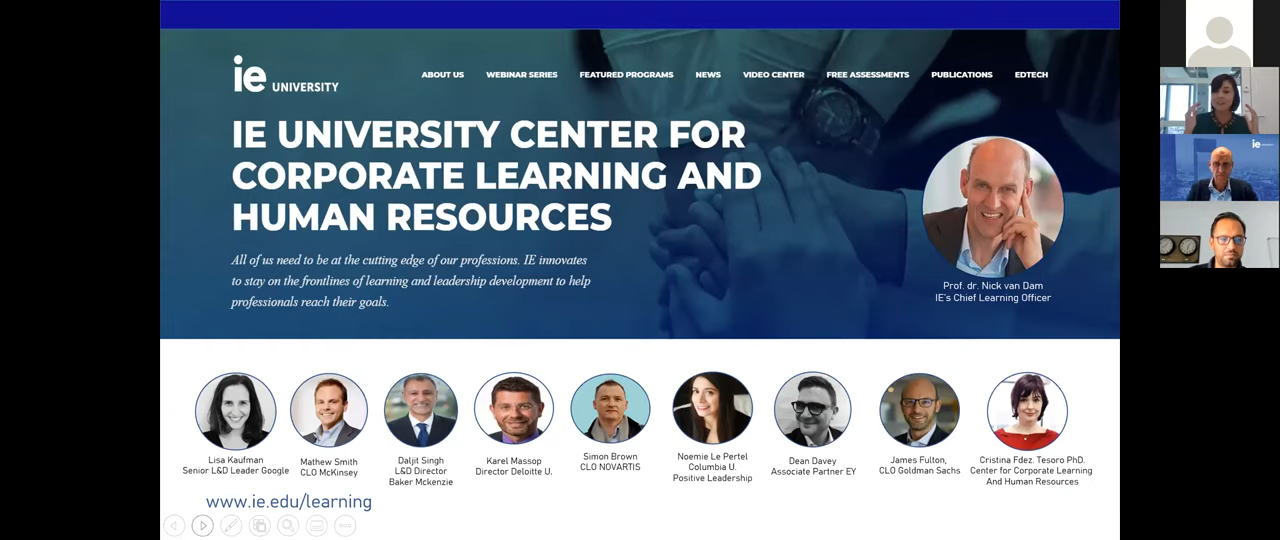 ie UNIVERSITY
ABOUT US WEBINAR SERIES FEATURED PROGRAMS NEWS VIDEO CENTER FREE ASSESSMENTS PUBLICATIONS EDTECH
IE UNIVERSITY CENTER FOR
CORPORATE LEARNING AND
HUMAN RESOURCES
All of us need to be at the cutting edge of our professions. IE innovates
to stay on the frontlines of learning and leadership development to help
professionals reach their goals.
Prof. dr. Nick van Dam
IE's Chief Learning Officer
Lisa Kaufman
Senior L&D Leader Google
Mathew Smith
CLO McKinsey
Daljit Singh
L&D Director
Baker Mckenzie
Karel Massop
Director Deloitte U.
Simon Brown
CLO NOVARTIS
Noemie Le Pertel
Columbia U.
Positive Leadership
Dean Davey
Associate Partner EY
James Fulton,
CLO Goldman Sachs
Cristina Fdez. Tesoro PhD.
Center for Corporate Learning
And Human Resources
www.ie.edu/learning
ie